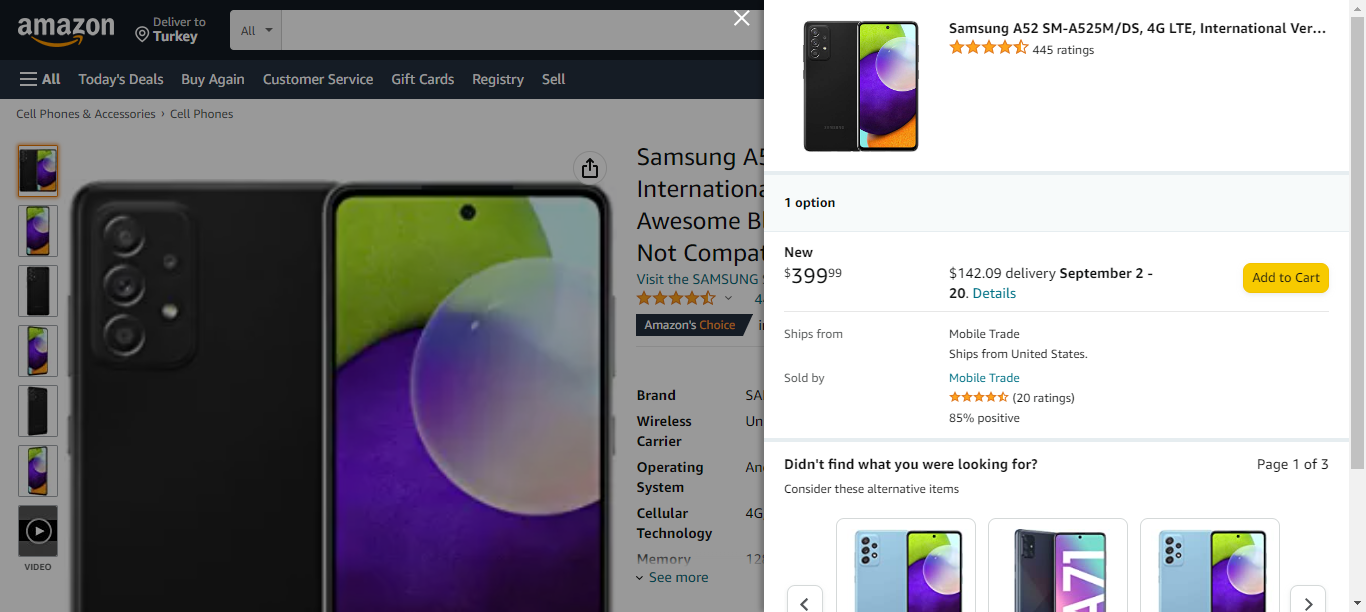 amazon
Deliver to
Turkey
All
All
Today's Deals
Buy Again
Customer Service
Gift Cards
Registry
Sell
Cell Phones & Accessories › Cell Phones
VIDEO
Samsung A5
Internationa
Awesome Bl
Not Compat
Visit the SAMSUNG
Amazon's Choice
Brand
SA
Wireless
Carrier
Un
Operating
System
An
Cellular
Technology
4G
Memory
128
See more
Samsung A52 SM-A525M/DS, 4G LTE, International Ver...
445 ratings
SAMSUNG
1 option
New
$399.99
$142.09 delivery September 2 -
20. Details
Add to Cart
Ships from
Mobile Trade
Ships from United States.
Sold by
Mobile Trade
(20 ratings)
85% positive
Didn't find what you were looking for?
Page 1 of 3
Consider these alternative items
A71